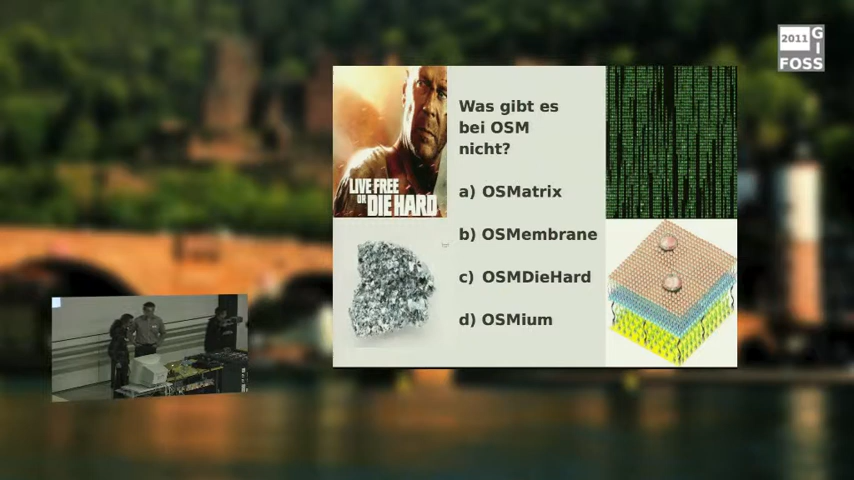 2011 G
I
FOSS
LIVE FREE
OR DIE HARD
Was gibt es
bei OSM
nicht?
a) OSMatrix
b) OSMembrane
c) OSMDieHard
d) OSMium